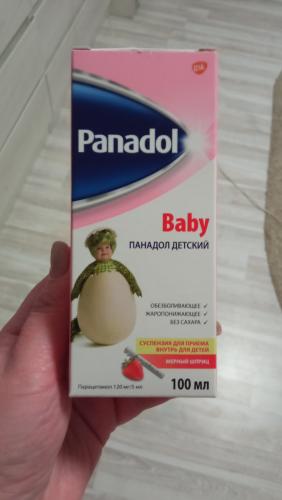 gsk
Panadol
Baby
ПАНАДОЛ ДЕТСКИЙ
ОБЕЗБОЛИВАЮЩЕЕ ✓
ЖАРОПОНИЖАЮЩЕЕ ✓
БЕЗ САХАРА ✓
СУСПЕНЗИЯ ДЛЯ ПРИЕМА
ВНУТРЬ ДЛЯ ДЕТЕЙ
МЕРНЫЙ ШПРИЦ
Парацетамол 120 мг/5 мл
100 мл